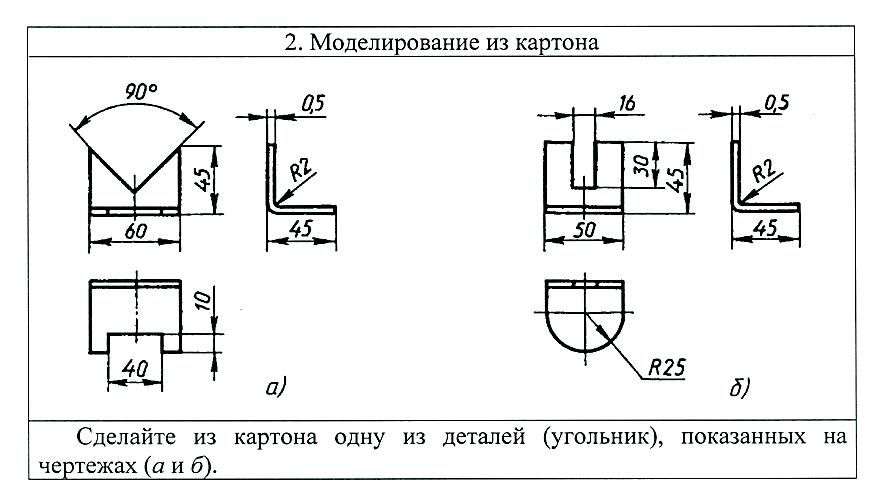 2. Моделирование из картона
90°
0,5
R2
45
60
45
10
40
а)
16
0,5
30
45
R2
50
45
R25
б)
Сделайте из картона одну из деталей (угольник), показанных на
чертежах (а и б).